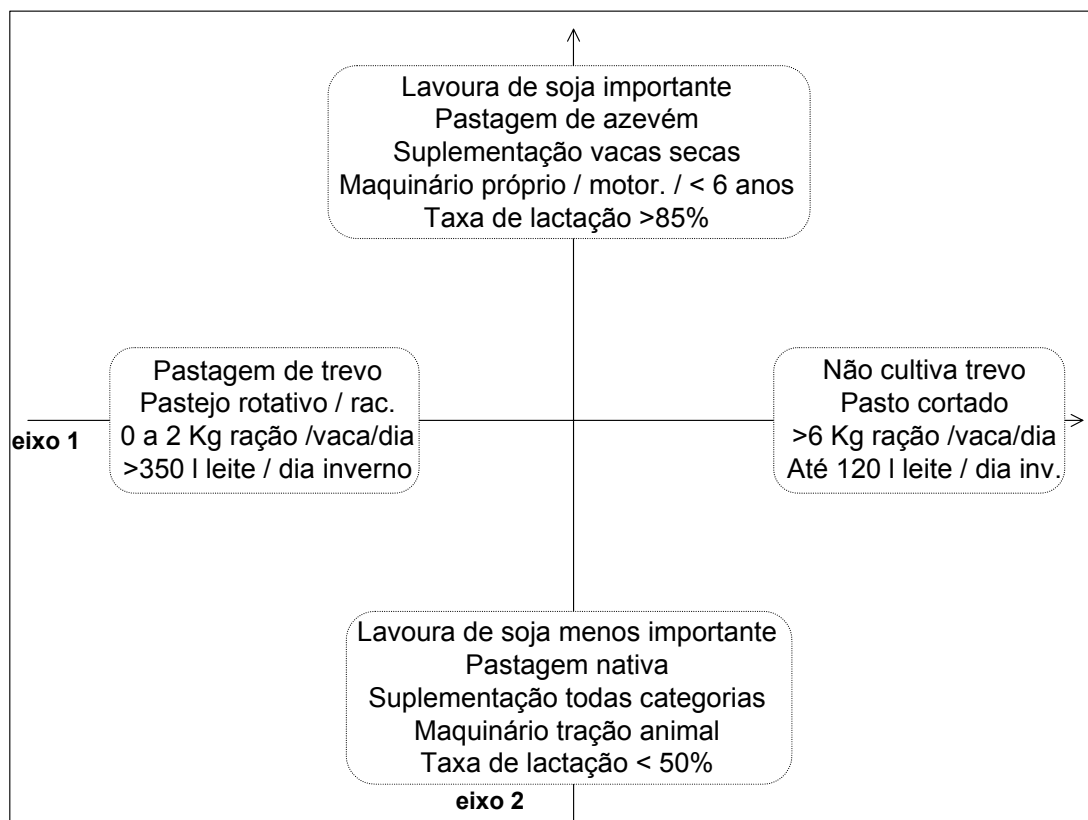 Lavoura de soja importante
Pastagem de azevém
Suplementação vacas secas
Maquinário próprio / motor. / < 6 anos
Taxa de lactação >85%
Pastagem de trevo
Pastejo rotativo / rac.
0 a 2 Kg ração /vaca/dia
>350 l leite / dia inverno
eixo 1
Não cultiva trevo
Pasto cortado
>6 Kg ração /vaca/dia
Até 120 l leite / dia inv.
Lavoura de soja menos importante
Pastagem nativa
Suplementação todas categorias
Maquinário tração animal
Taxa de lactação < 50%
eixo 2